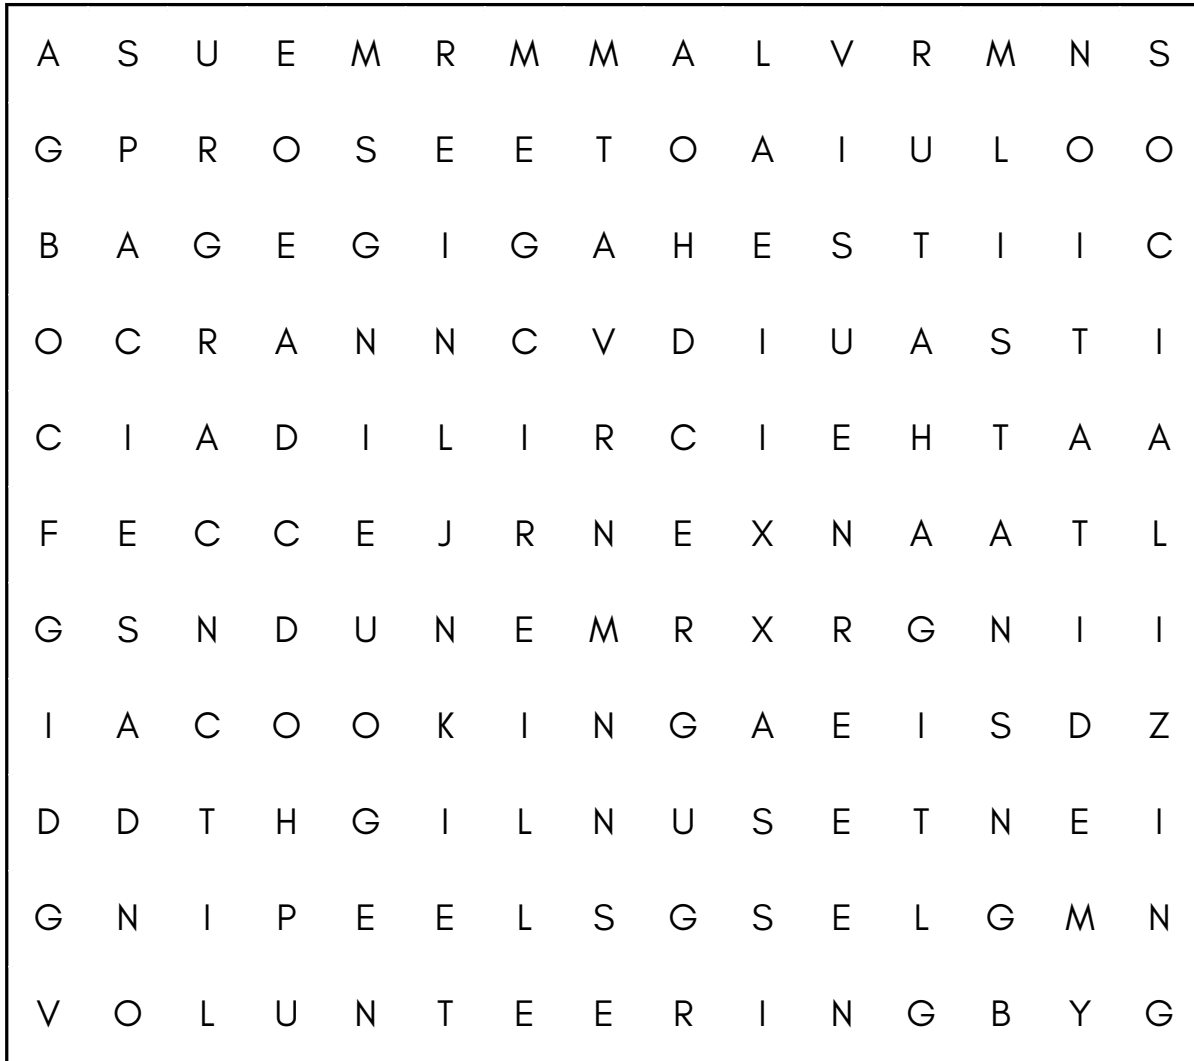 A S U E M R M M A L V R M N S
G P R O S E E T O A I U L O O
B A G E G I G A H E S T I I C
O C R A N N C V D I U A S T I
C I A D I L I R C I E H T A A
F E C C E J R N E X N A A T L
G S N D U N E M R X R G N I I
I A C O O K I N G A E I S D Z
D D T H G I L N U S E T N E I
G N I P E E L S G S E L G M N
V O L U N T E E R I N G B Y G